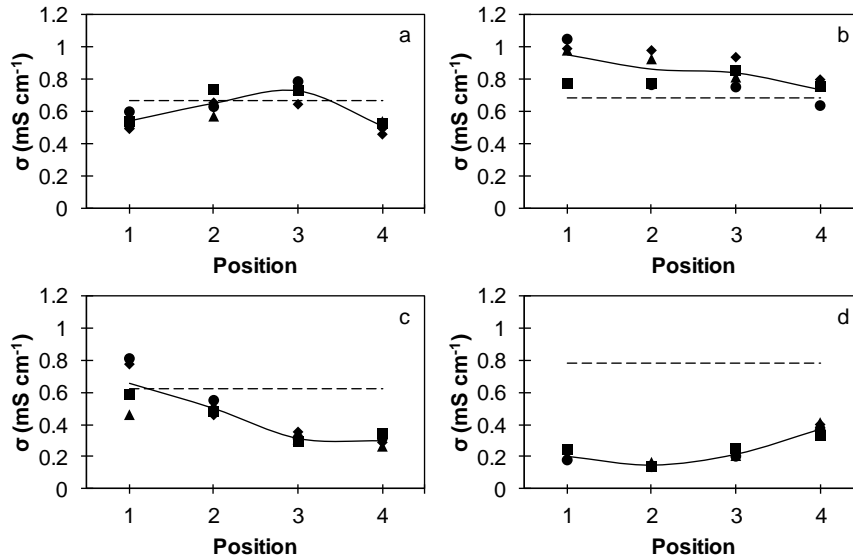 1.2
1
0.8
0.6
0.4
0.2
0
σ (mS cm⁻¹)
a
1 2 3 4
Position
1.2
1
0.8
0.6
0.4
0.2
0
σ (mS cm⁻¹)
b
1 2 3 4
Position
1.2
1
0.8
0.6
0.4
0.2
0
σ (mS cm⁻¹)
c
1 2 3 4
Position
1.2
1
0.8
0.6
0.4
0.2
0
σ (mS cm⁻¹)
d
1 2 3 4
Position